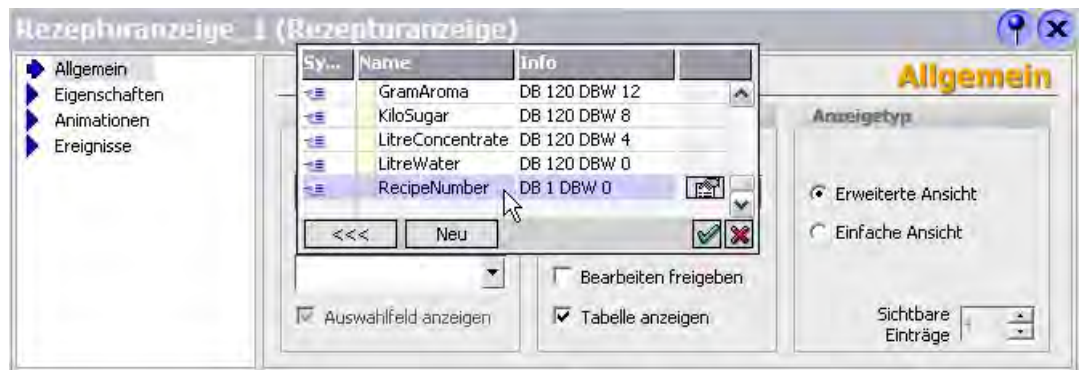 Rezepturanzeige_1 (Rezepturanzeige)
Allgemein
Eigenschaften
Animationen
Ereignisse
Allgemein
Sy... Name Info
GramAroma DB 120 DBW 12
KiloSugar DB 120 DBW 8
LitreConcentrate DB 120 DBW 4
LitreWater DB 120 DBW 0
RecipeNumber DB 1 DBW 0
<<< Neu
Auswahlfeld anzeigen
Bearbeiten freigeben
Tabelle anzeigen
Anzeigetyp
Erweiterte Ansicht
Einfache Ansicht
Sichtbare
Einträge